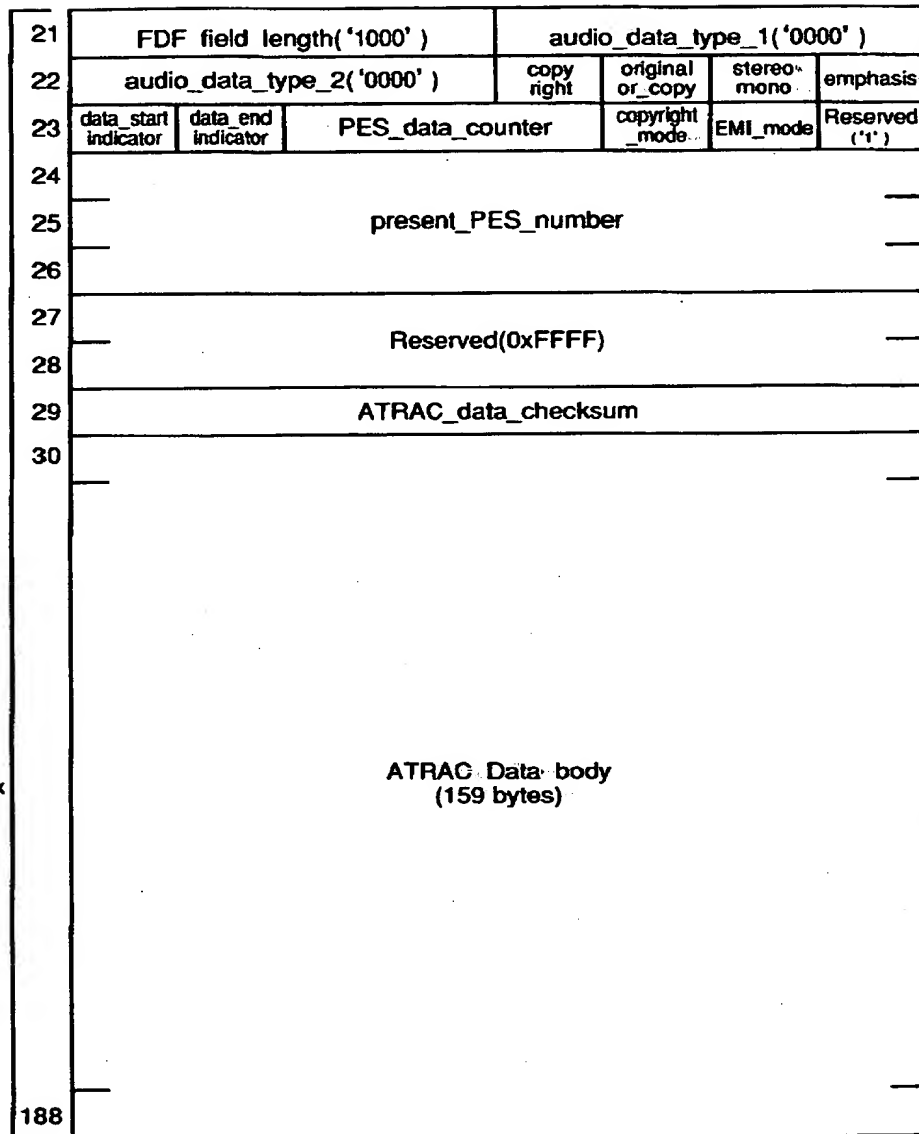 21 FDF field length('1000') audio_data_type_1('0000')
22 audio_data_type_2('0000') copy right original or_copy stereo mono emphasis
23 data_start indicator data_end indicator PES_data_counter copyright _mode EMI_mode Reserved ('1')
24
25 present_PES_number
26
27
Reserved(0xFFFF)
28
29 ATRAC_data_checksum
30
ATRAC Data body
(159 bytes)
188